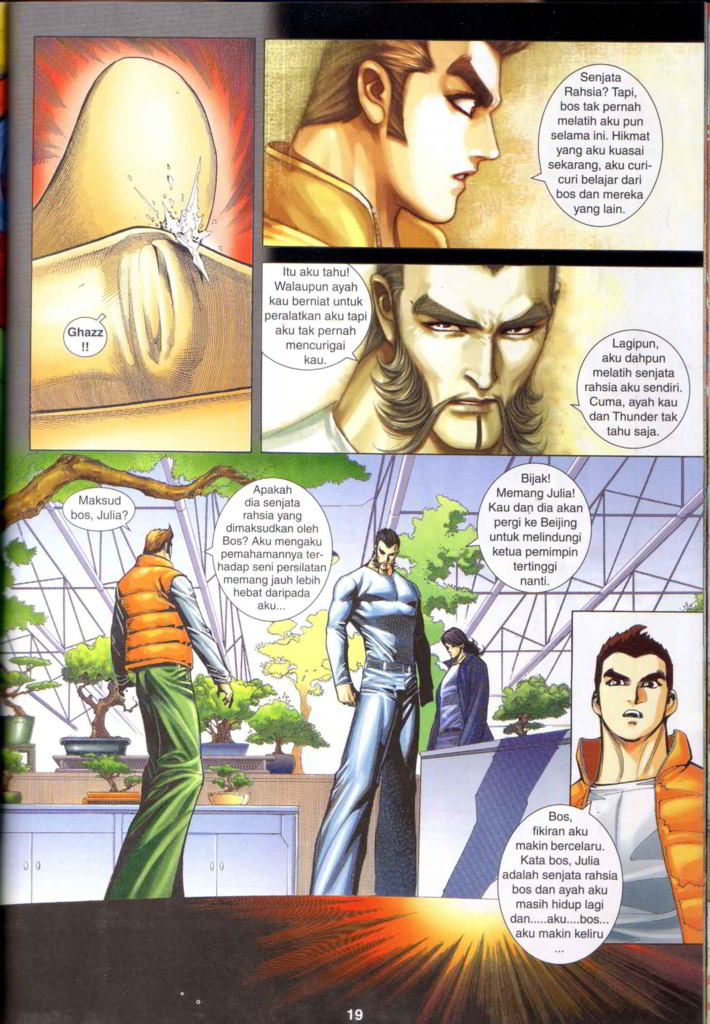 Ghazz
!!
Senjata
Rahsia? Tapi,
bos tak pernah
melatih aku pun
selama ini. Hikmat
yang aku kuasai
sekarang, aku curi-
curi belajar dari
bos dan mereka
yang lain.
Itu aku tahu!
Walaupun ayah
kau berniat untuk
peralatkan aku tapi
aku tak pernah
mencurigai
kau.
Lagipun,
aku dahpun
melatih senjata
rahsia aku sendiri.
Cuma, ayah kau
dan Thunder tak
tahu saja.
Maksud
bos, Julia?
Apakah
dia senjata
rahsia yang
dimaksudkan oleh
Bos? Aku mengaku
pemahamannya ter-
hadap seni persilatan
memang jauh lebih
hebat daripada
aku...
Bijak!
Memang Julia!
Kau dan dia akan
pergi ke Beijing
untuk melindungi
ketua pemimpin
tertinggi
nanti.
Bos,
fikiran aku
makin bercelaru.
Kata bos, Julia
adalah senjata rahsia
bos dan ayah aku
masih hidup lagi
dan.....aku....bos...
aku makin keliru
...
19